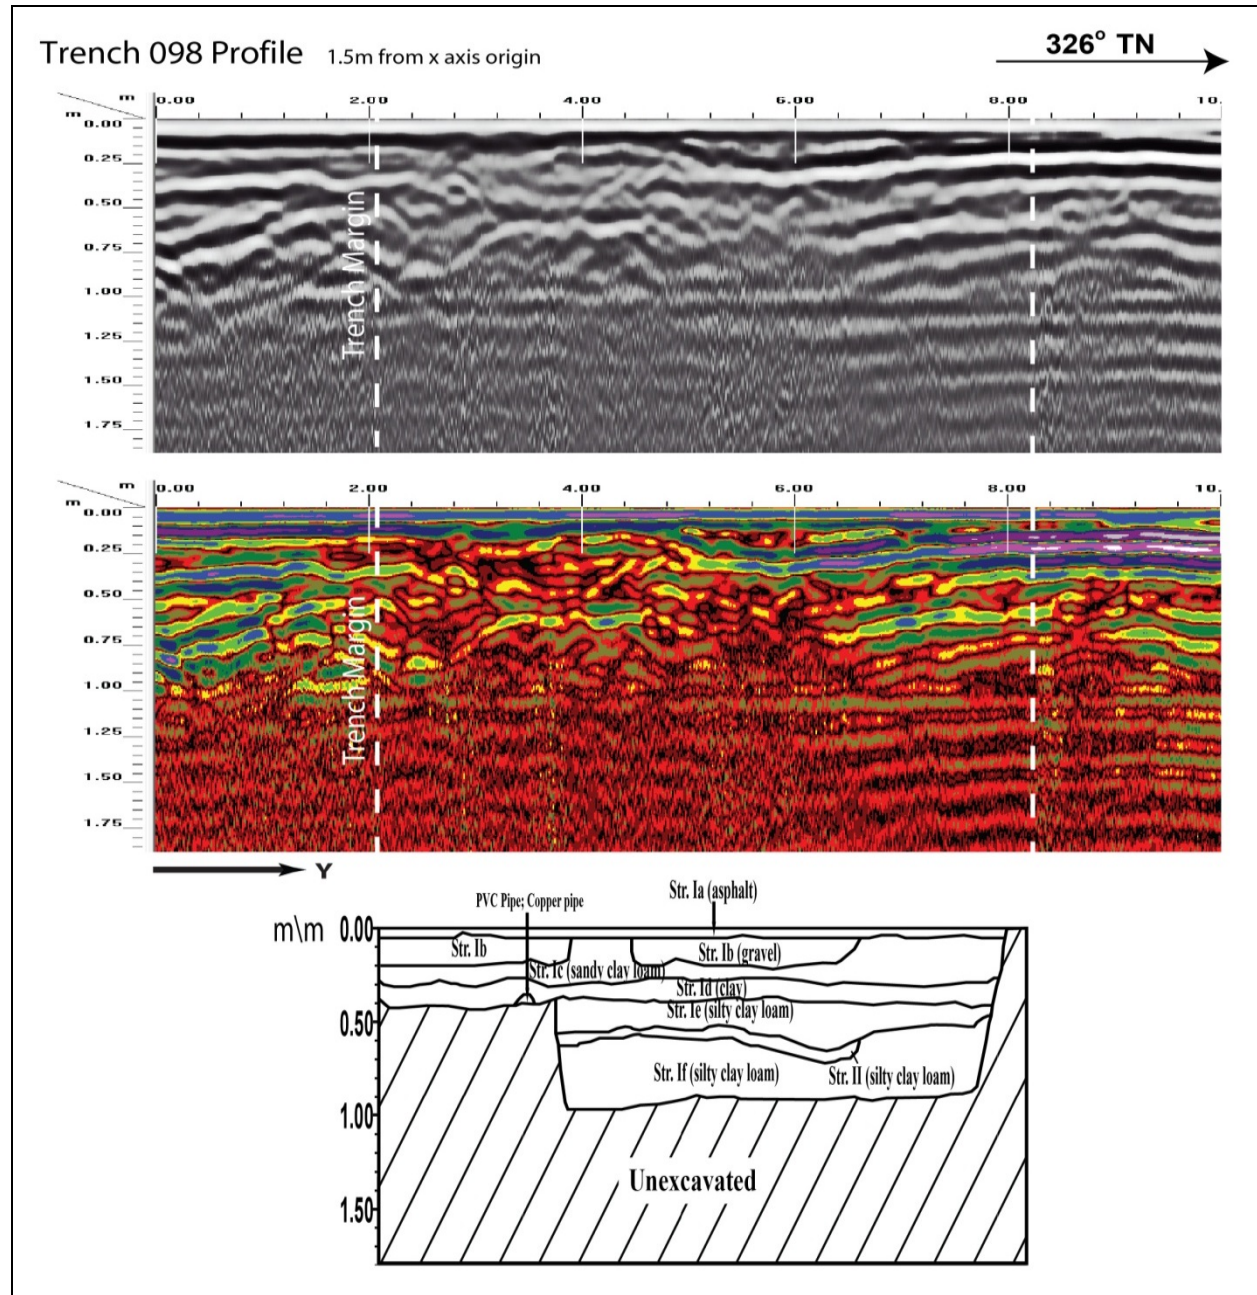 Trench 098 Profile 1.5m from x axis origin
326° TN
m 0.00 2.00 4.00 6.00 8.00 10.
m
0.00
0.25
0.50
0.75
1.00
1.25
1.50
1.75
Trench Margin
m 0.00 2.00 4.00 6.00 8.00 10.
m
0.00
0.25
0.50
0.75
1.00
1.25
1.50
1.75
Trench Margin
Y
Str. Ia (asphalt)
PVC Pipe; Copper pipe
m\m 0.00
Str. Ib Str. Ib (gravel)
Str. Ic (sandy clay loam)
Str. Id (clay)
Str. Ie (silty clay loam)
0.50
Str. If (silty clay loam) Str. II (silty clay loam)
1.00
Unexcavated
1.50